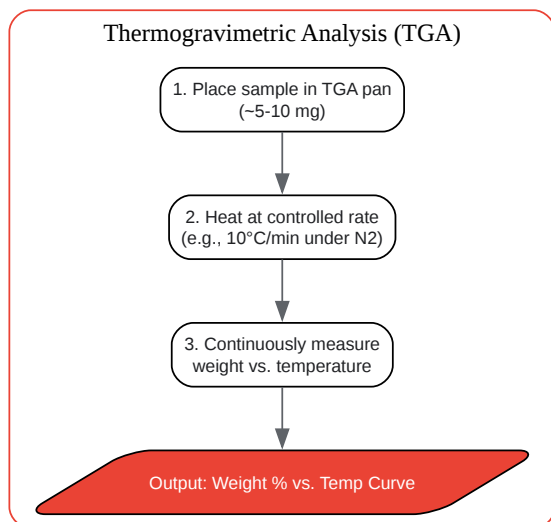 Thermogravimetric Analysis (TGA)
1. Place sample in TGA pan
(~5-10 mg)
2. Heat at controlled rate
(e.g., 10°C/min under N2)
3. Continuously measure
weight vs. temperature
Output: Weight % vs. Temp Curve